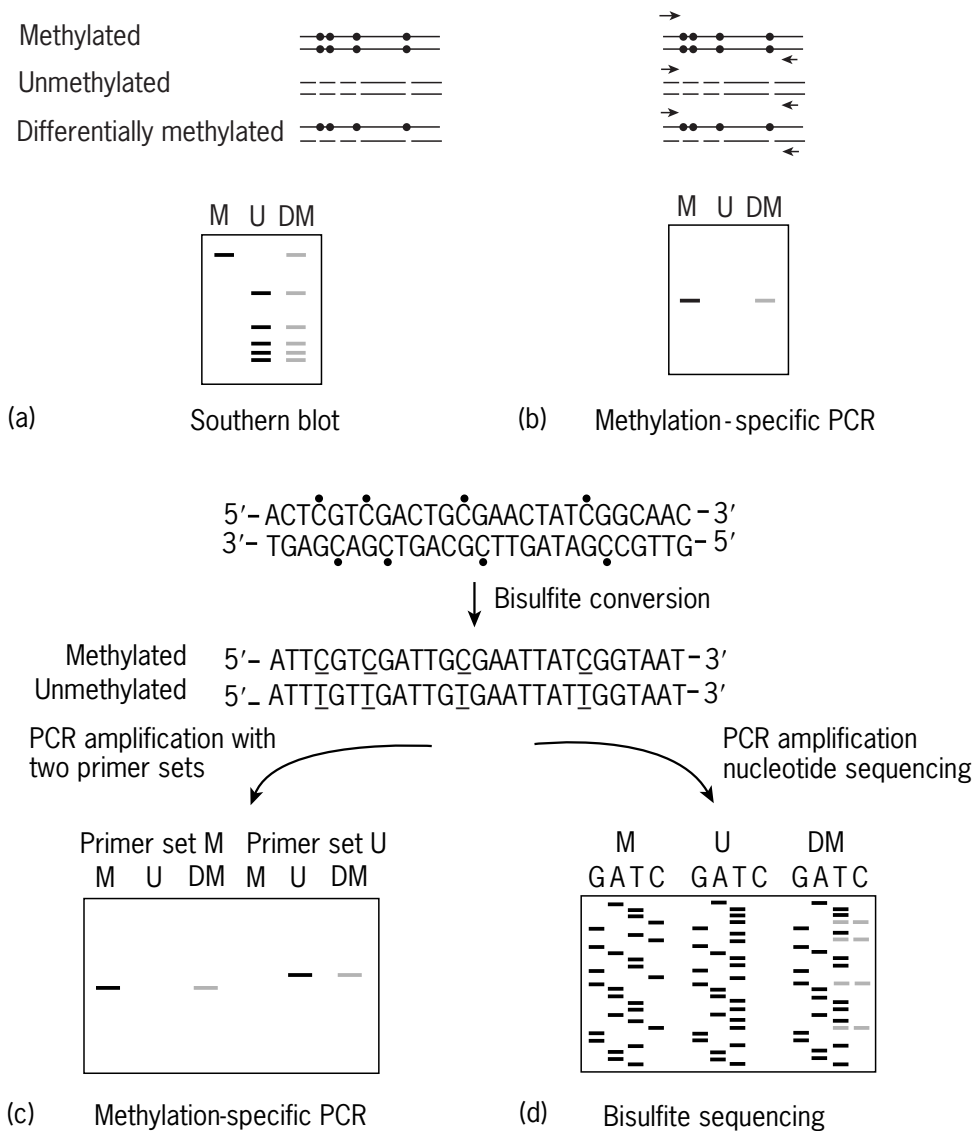 Methylated
Unmethylated
Differentially methylated
M U DM
(a) Southern blot
M U DM
(b) Methylation-specific PCR
5′– ACTCGTCGACTGCGAACTATCGGCAAC –3′
3′– TGAGCAGCTGACGCTTGATAGCCGTTG– 5′
Bisulfite conversion
Methylated 5′– ATTCGTCGATTGCGAATTATCGGTAAT–3′
Unmethylated 5′– ATTTGTTGATTGTGAATTATTGGTAAT–3′
PCR amplification with
two primer sets
PCR amplification
nucleotide sequencing
Primer set M Primer set U
M U DM M U DM
M U DM
GATC GATC GATC
(c) Methylation-specific PCR
(d) Bisulfite sequencing